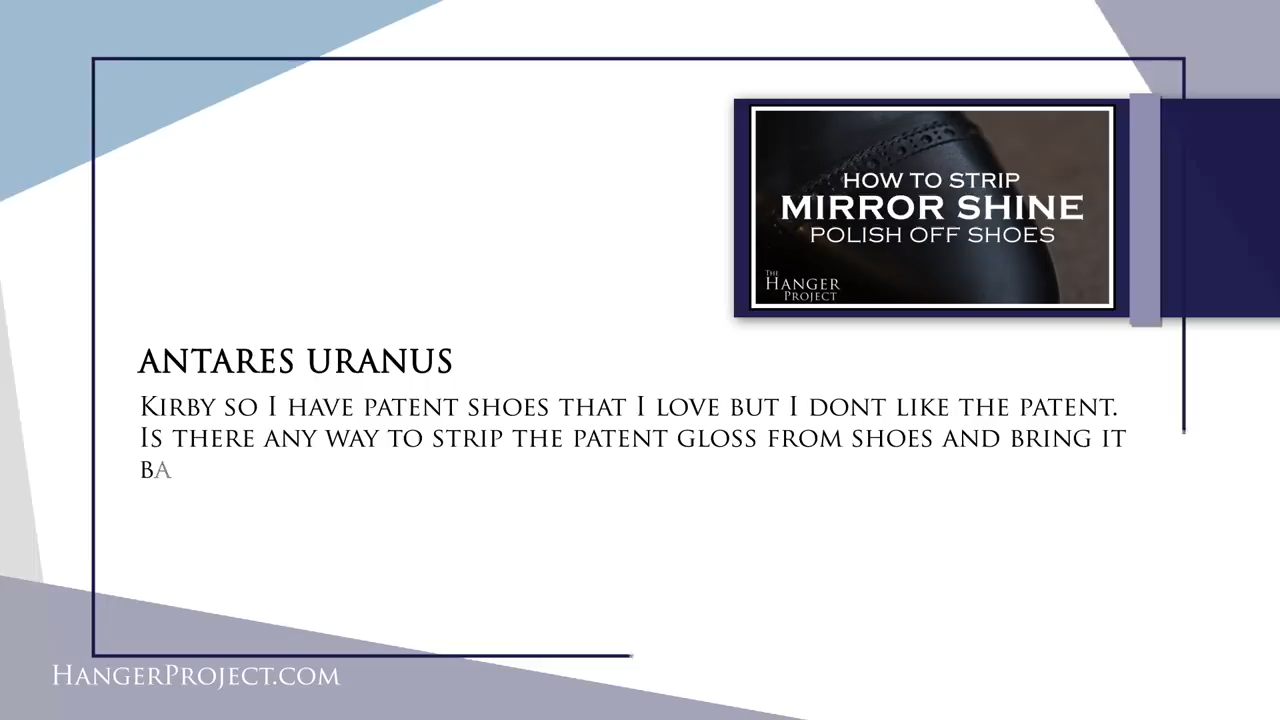 HOW TO STRIP
MIRROR SHINE
POLISH OFF SHOES
THE
HANGER
PROJECT
ANTARES URANUS
KIRBY SO I HAVE PATENT SHOES THAT I LOVE BUT I DONT LIKE THE PATENT.
IS THERE ANY WAY TO STRIP THE PATENT GLOSS FROM SHOES AND BRING IT
BA
HANGERPROJECT.COM